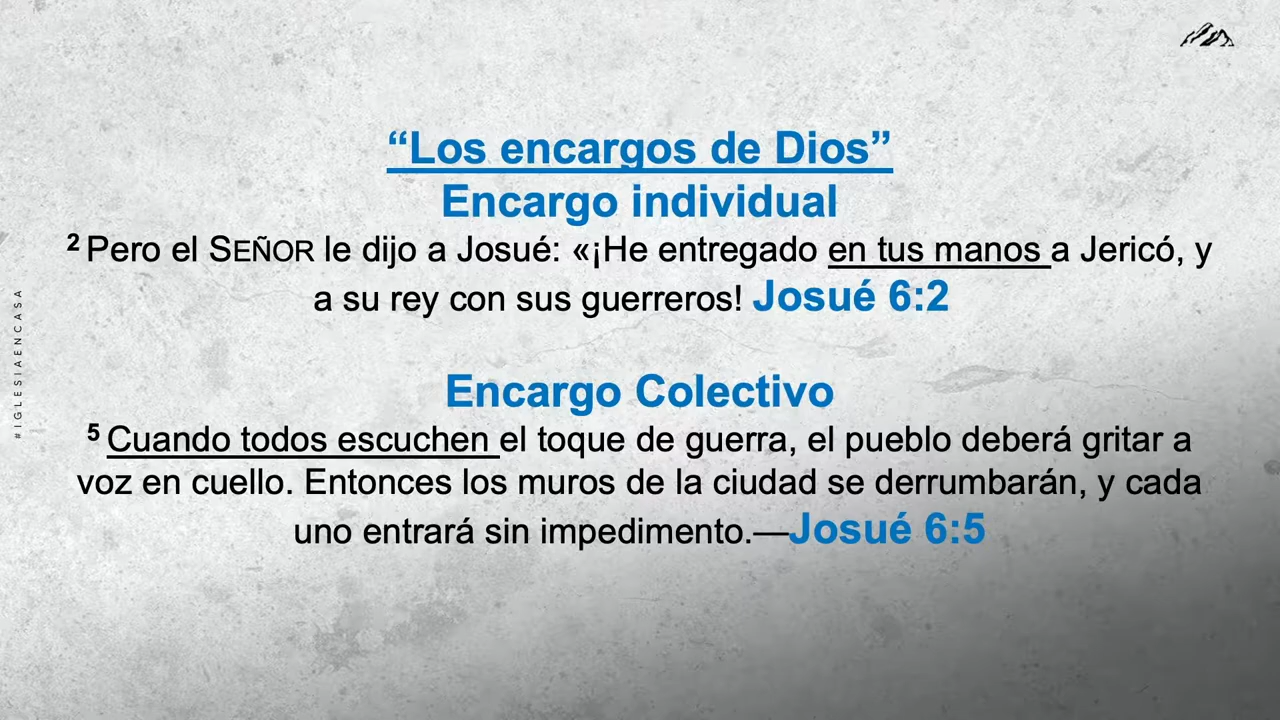 “Los encargos de Dios”
Encargo individual
2 Pero el SEÑOR le dijo a Josué: «¡He entregado en tus manos a Jericó, y
a su rey con sus guerreros! Josué 6:2
#IGLESIAENCASA
Encargo Colectivo
5 Cuando todos escuchen el toque de guerra, el pueblo deberá gritar a
voz en cuello. Entonces los muros de la ciudad se derrumbarán, y cada
uno entrará sin impedimento.—Josué 6:5